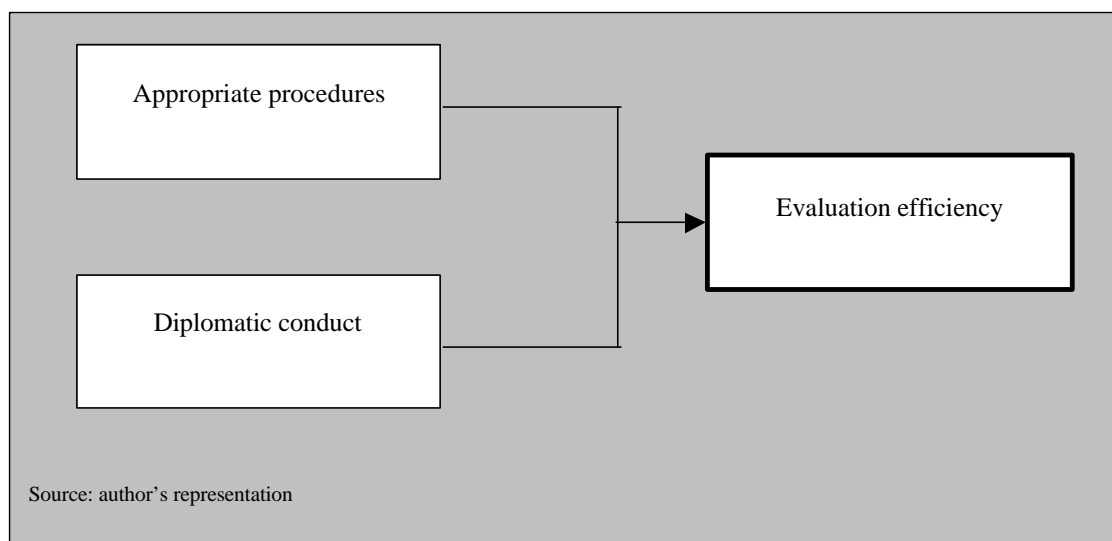 Appropriate procedures
Evaluation efficiency
Diplomatic conduct
Source: author’s representation